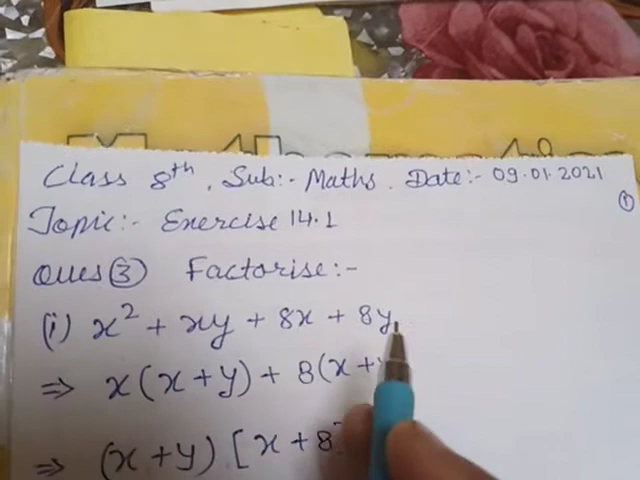 Class 8th, Sub:- Maths. Date:- 09.01.2021
①
Topic:- Exercise 14.1
Ques ③ Factorise:-
(i) x² + xy + 8x + 8y
⇒ x(x+y) + 8(x+
⇒ (x+y) [x+8]